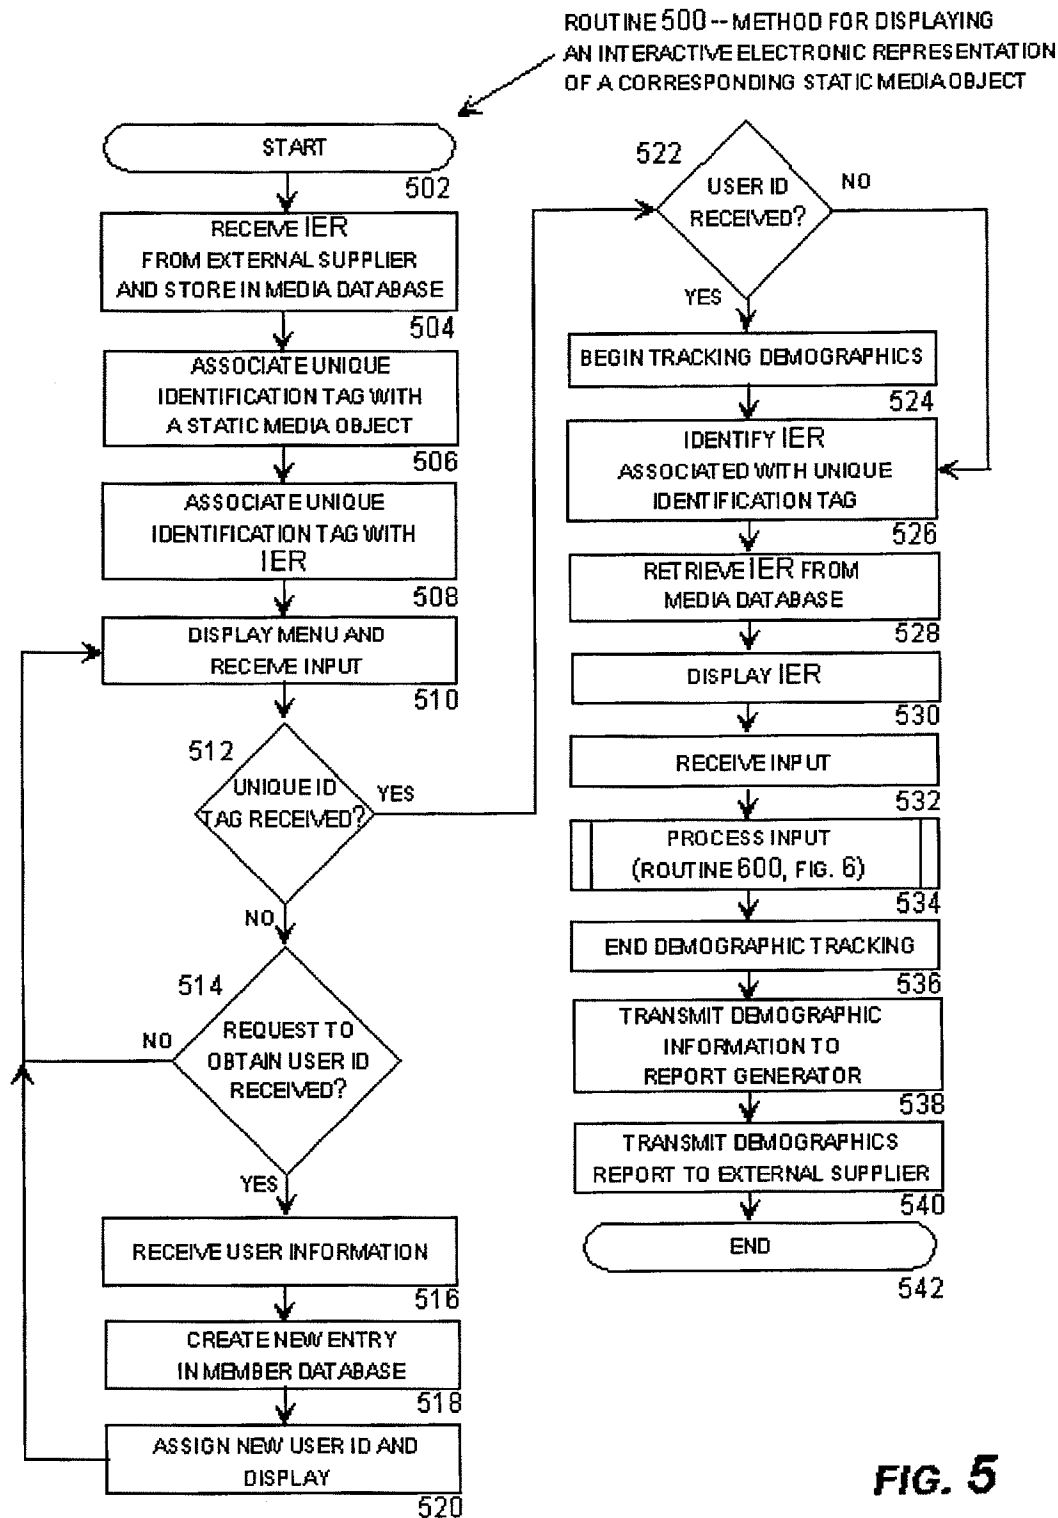 ROUTINE 500 -- METHOD FOR DISPLAYING
AN INTERACTIVE ELECTRONIC REPRESENTATION
OF A CORRESPONDING STATIC MEDIA OBJECT
START
502
RECEIVE IER
FROM EXTERNAL SUPPLIER
AND STORE IN MEDIA DATABASE
504
ASSOCIATE UNIQUE
IDENTIFICATION TAG WITH
A STATIC MEDIA OBJECT
506
ASSOCIATE UNIQUE
IDENTIFICATION TAG WITH
IER
508
DISPLAY MENU AND
RECEIVE INPUT
510
512
UNIQUE ID
TAG RECEIVED?
YES
NO
514
REQUEST TO
OBTAIN USER ID
RECEIVED?
NO
YES
RECEIVE USER INFORMATION
516
CREATE NEW ENTRY
IN MEMBER DATABASE
518
ASSIGN NEW USER ID AND
DISPLAY
520
522
USER ID
RECEIVED?
NO
YES
BEGIN TRACKING DEMOGRAPHICS
524
IDENTIFY IER
ASSOCIATED WITH UNIQUE
IDENTIFICATION TAG
526
RETRIEVE IER FROM
MEDIA DATABASE
528
DISPLAY IER
530
RECEIVE INPUT
532
PROCESS INPUT
(ROUTINE 600, FIG. 6)
534
END DEMOGRAPHIC TRACKING
536
TRANSMIT DEMOGRAPHIC
INFORMATION TO
REPORT GENERATOR
538
TRANSMIT DEMOGRAPHICS
REPORT TO EXTERNAL SUPPLIER
540
END
542
FIG. 5